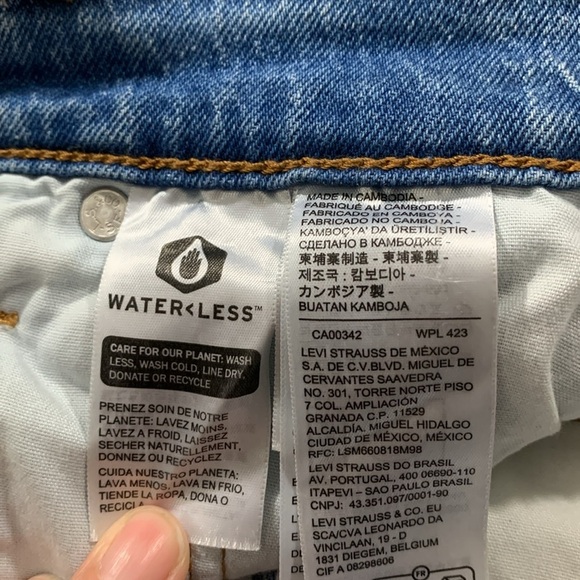 WATER<LESS™
CARE FOR OUR PLANET: WASH
LESS, WASH COLD, LINE DRY,
DONATE OR RECYCLE
PRENEZ SOIN DE NOTRE
PLANETE: LAVEZ MOINS,
LAVEZ A FROID, LAISSEZ
SECHER NATURELLEMENT,
DONNEZ OU RECYCLEZ
CUIDA NUESTRO PLANETA:
LAVA MENOS, LAVA EN FRIO,
TIENDE LA ROPA, DONA O
RECICLA
MADE IN CAMBODIA -
FABRIQUÉ AU CAMBODGE -
FABRICADO EN CAMBOYA -
FABRICADO NO CAMBOJA -
KAMBOÇYA' DA ÜRETİLİŞTİR -
СДЕЛАНО В КАМБОДЖЕ -
柬埔寨制造 - 柬埔寨製 -
제조국 : 캄보디아 -
カンボジア製 -
BUATAN KAMBOJA
CA00342 WPL 423
LEVI STRAUSS DE MÉXICO
S.A. DE C.V.BLVD. MIGUEL DE
CERVANTES SAAVEDRA
NO. 301, TORRE NORTE PISO
7 COL. AMPLIACIÓN
GRANADA C.P. 11529
ALCALDÍA. MIGUEL HIDALGO
CIUDAD DE MÉXICO, MÉXICO
RFC: LSM660818M98
LEVI STRAUSS DO BRASIL
AV. PORTUGAL, 400 06690-110
ITAPEVI – SAO PAULO BRASIL
CNPJ: 43.351.097/0001-90
LEVI STRAUSS & CO. EU
SCA/CVA LEONARDO DA
VINCILAAN, 19 - D
1831 DIEGEM, BELGIUM
CIF A 08298606
FR